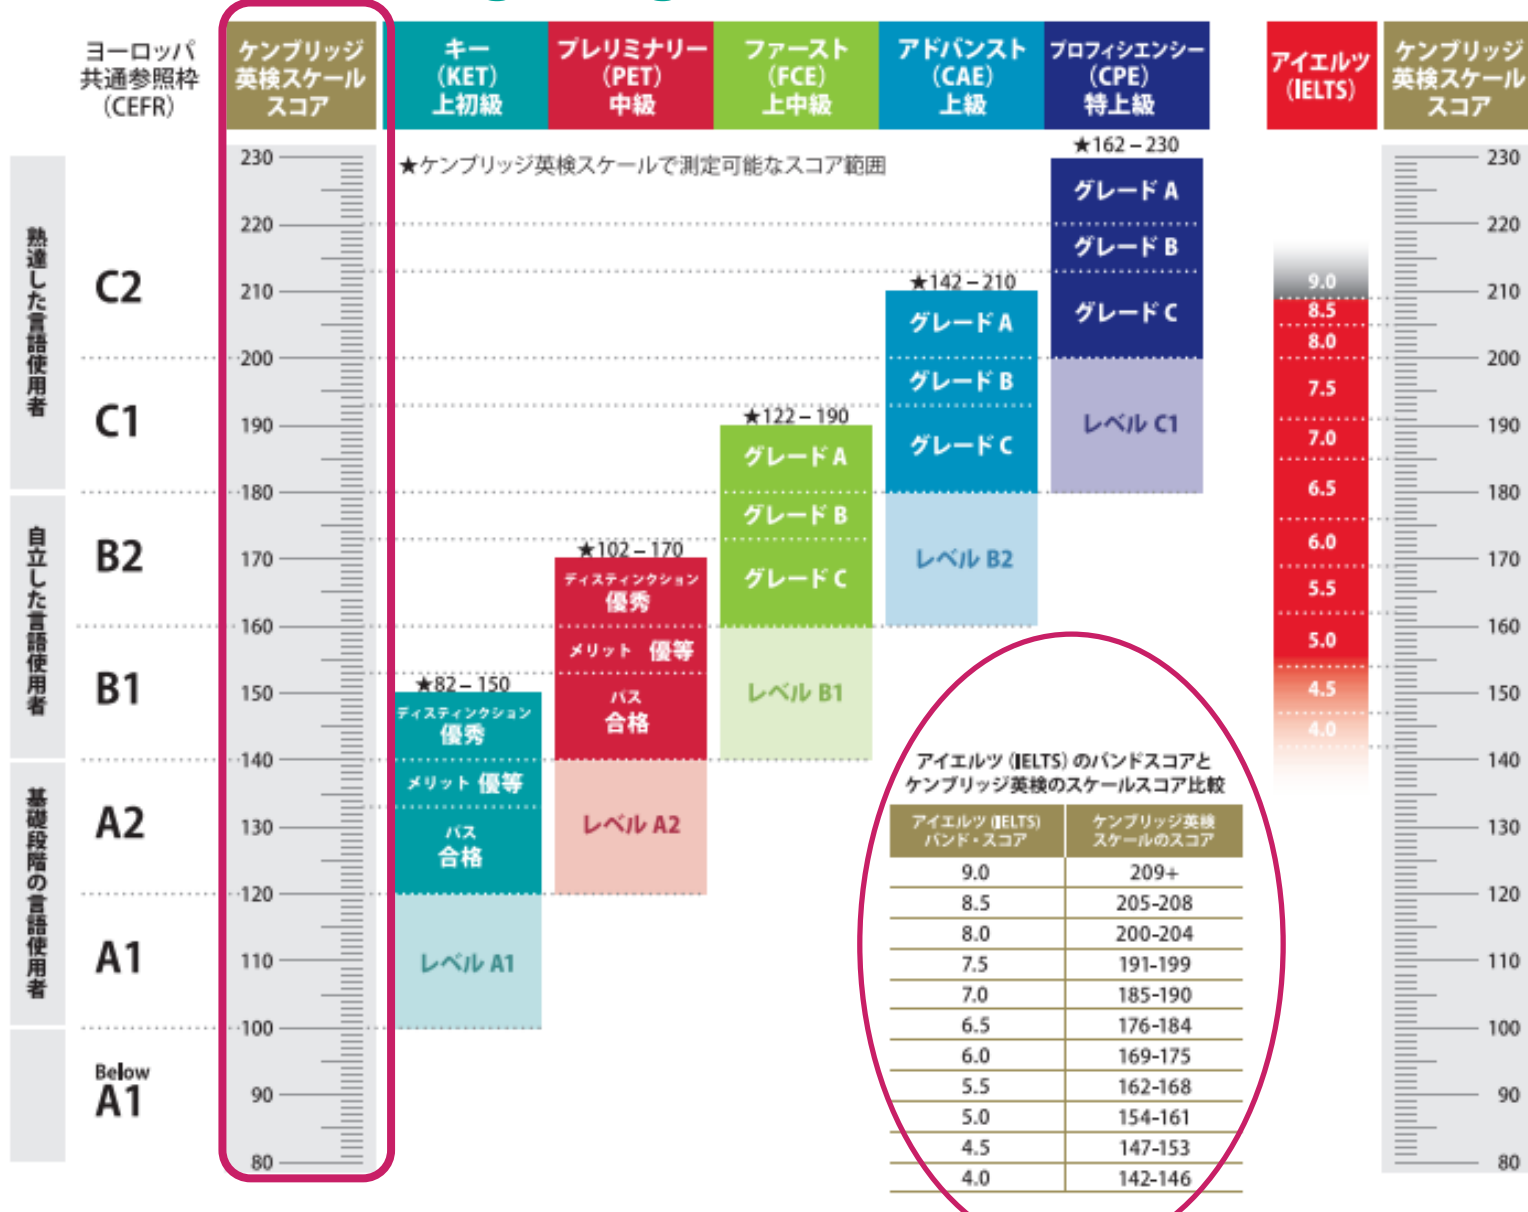 ヨーロッパ
共通参照枠
(CEFR)
ケンブリッジ
英検スケール
スコア
キー
(KET)
上初級
プレリミナリー
(PET)
中級
ファースト
(FCE)
上中級
アドバンスト
(CAE)
上級
プロフィシエンシー
(CPE)
特上級
アイエルツ
(IELTS)
ケンブリッジ
英検スケール
スコア
★ケンブリッジ英検スケールで測定可能なスコア範囲
熟達した言語使用者
自立した言語使用者
基礎段階の言語使用者
C2
C1
B2
B1
A2
A1
Below
A1
230
220
210
200
190
180
170
160
150
140
130
120
110
100
90
80
★82 – 150
ディスティンクション
優秀
メリット 優等
パス
合格
レベル A1
★102 – 170
ディスティンクション
優秀
メリット 優等
パス
合格
レベル A2
★122 – 190
グレード A
グレード B
グレード C
レベル B1
★142 – 210
グレード A
グレード B
グレード C
レベル B2
★162 – 230
グレード A
グレード B
グレード C
レベル C1
9.0
8.5
8.0
7.5
7.0
6.5
6.0
5.5
5.0
4.5
4.0
230
220
210
200
190
180
170
160
150
140
130
120
110
100
90
80
アイエルツ (IELTS) のバンドスコアと
ケンブリッジ英検のスケールスコア比較
アイエルツ (IELTS)
バンド・スコア
ケンブリッジ英検
スケールのスコア
9.0 209+
8.5 205-208
8.0 200-204
7.5 191-199
7.0 185-190
6.5 176-184
6.0 169-175
5.5 162-168
5.0 154-161
4.5 147-153
4.0 142-146